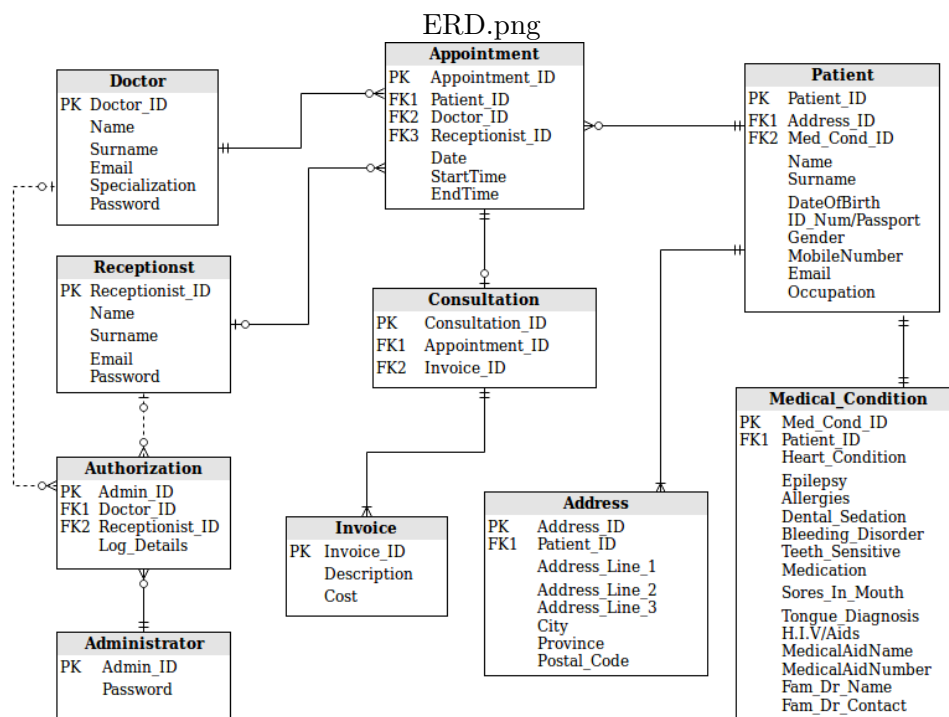 ERD.png
Appointment
PK Appointment_ID
FK1 Patient_ID
FK2 Doctor_ID
FK3 Receptionist_ID
Date
StartTime
EndTime
Doctor
PK Doctor_ID
Name
Surname
Email
Specialization
Password
Patient
PK Patient_ID
FK1 Address_ID
FK2 Med_Cond_ID
Name
Surname
DateOfBirth
ID_Num/Passport
Gender
MobileNumber
Email
Occupation
Receptionst
PK Receptionist_ID
Name
Surname
Email
Password
Consultation
PK Consultation_ID
FK1 Appointment_ID
FK2 Invoice_ID
Medical_Condition
PK Med_Cond_ID
FK1 Patient_ID
Heart_Condition
Epilepsy
Allergies
Dental_Sedation
Bleeding_Disorder
Teeth_Sensitive
Medication
Sores_In_Mouth
Tongue_Diagnosis
H.I.V/Aids
MedicalAidName
MedicalAidNumber
Fam_Dr_Name
Fam_Dr_Contact
Authorization
PK Admin_ID
FK1 Doctor_ID
FK2 Receptionist_ID
Log_Details
Invoice
PK Invoice_ID
Description
Cost
Address
PK Address_ID
FK1 Patient_ID
Address_Line_1
Address_Line_2
Address_Line_3
City
Province
Postal_Code
Administrator
PK Admin_ID
Password